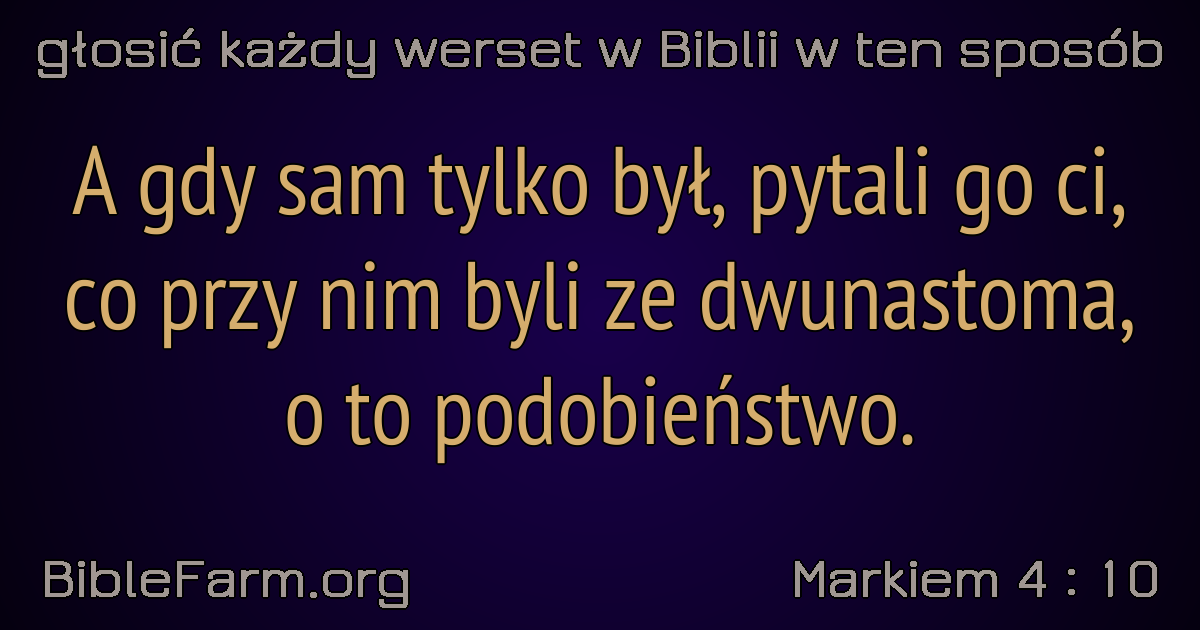 głosić każdy werset w Biblii w ten sposób
A gdy sam tylko był, pytali go ci,
co przy nim byli ze dwunastoma,
o to podobieństwo.
BibleFarm.org
Markiem 4 : 10